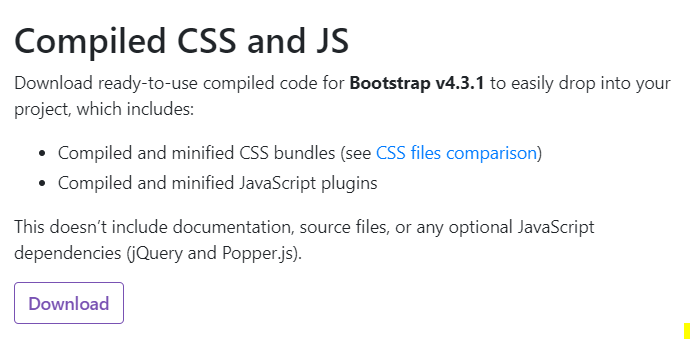 Compiled CSS and JS
Download ready-to-use compiled code for Bootstrap v4.3.1 to easily drop into your
project, which includes:
• Compiled and minified CSS bundles (see CSS files comparison)
• Compiled and minified JavaScript plugins
This doesn’t include documentation, source files, or any optional JavaScript
dependencies (jQuery and Popper.js).
Download